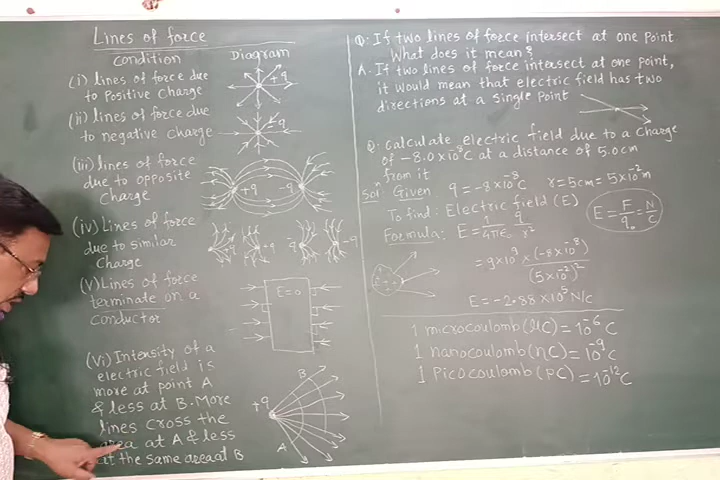 Lines of force
Condition Diagram
(i) lines of force due
to Positive Charge
+q
(ii) lines of force due
to negative Charge
-q
(iii) lines of force
due to opposite
Charge
+q -q
(iv) Lines of force
due to similar
Charge
+q +q -q -q
(V) Lines of force
terminate on a
conductor
E=0
(Vi) Intensity of a
electric field is
more at point A
& less at B. More
lines cross the
area at A & less
at the same area at B
+q
B
A
Q: If two lines of force intersect at one point
What does it mean?
A. If two lines of force intersect at one point,
it would mean that electric field has two
directions at a single point
Q: calculate electric field due to a charge
of -8.0×10⁻⁸C at a distance of 5.0cm
from it
Solⁿ Given q=-8×10⁻⁸C r=5cm=5×10⁻²m
To find: Electric field (E)
E=F/q₀=N/C
Formula: E=1/4πε₀ q/r²
=9×10⁹×(-8×10⁻⁸)/(5×10⁻²)²
E=-2.88×10⁵N/C
1 microcoulomb(μC)=10⁻⁶C
1 nanocoulomb(nC)=10⁻⁹C
1 Picocoulomb(PC)=10⁻¹²C